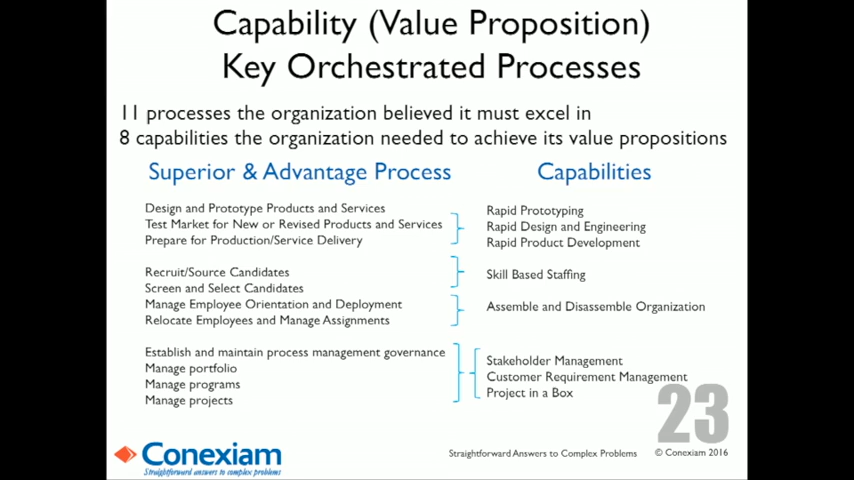 Capability (Value Proposition)
Key Orchestrated Processes
11 processes the organization believed it must excel in
8 capabilities the organization needed to achieve its value propositions
Superior & Advantage Process
Design and Prototype Products and Services
Test Market for New or Revised Products and Services
Prepare for Production/Service Delivery
Recruit/Source Candidates
Screen and Select Candidates
Manage Employee Orientation and Deployment
Relocate Employees and Manage Assignments
Establish and maintain process management governance
Manage portfolio
Manage programs
Manage projects
Capabilities
Rapid Prototyping
Rapid Design and Engineering
Rapid Product Development
Skill Based Staffing
Assemble and Disassemble Organization
Stakeholder Management
Customer Requirement Management
Project in a Box
23
Conexiam
Straightforward answers to complex problems
Straightforward Answers to Complex Problems
© Conexiam 2016